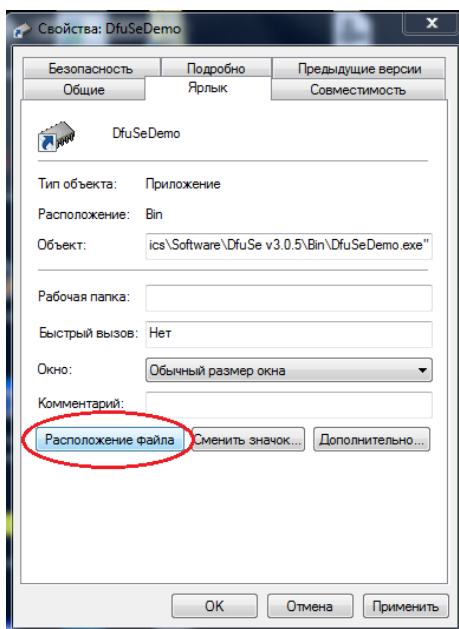 Свойства: DfuSeDemo
x
Безопасность Подробно Предыдущие версии
Общие Ярлык Совместимость
DfuSeDemo
Тип объекта: Приложение
Расположение: Bin
Объект: ics\Software\DfuSe v3.0.5\Bin\DfuSeDemo.exe"
Рабочая папка:
Быстрый вызов: Нет
Окно: Обычный размер окна
Комментарий:
Расположение файла Сменить значок... Дополнительно...
OK Отмена Применить